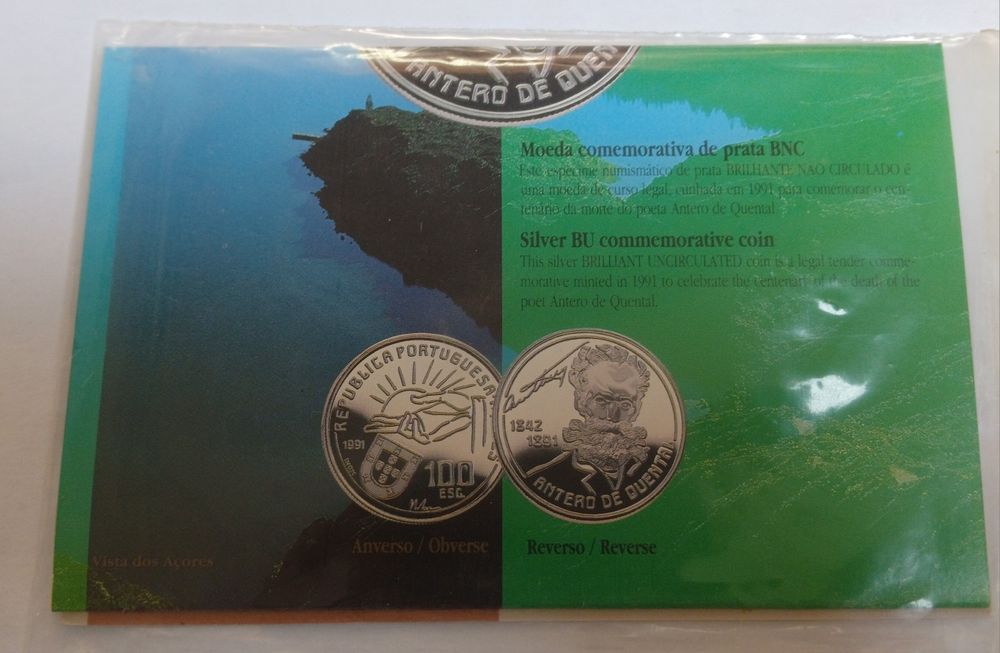 ANTERO DE QUEN
Moeda comemorativa de prata BNC
Este espécime numismático de prata BRILHANTE NÃO CIRCULADO é
uma moeda de curso legal, cunhada em 1991 para comemorar o cen-
tenário da morte do poeta Antero de Quental.
Silver BU commemorative coin
This silver BRILLIANT UNCIRCULATED coin is a legal tender comme-
morative minted in 1991 to celebrate the centenary of the death of the
poet Antero de Quental.
REPUBLICA PORTUGUESA
1991
100
ESC.
1842
1891
ANTERO DE QUENTAL
Anverso / Obverse
Reverso / Reverse
Vista dos Açores